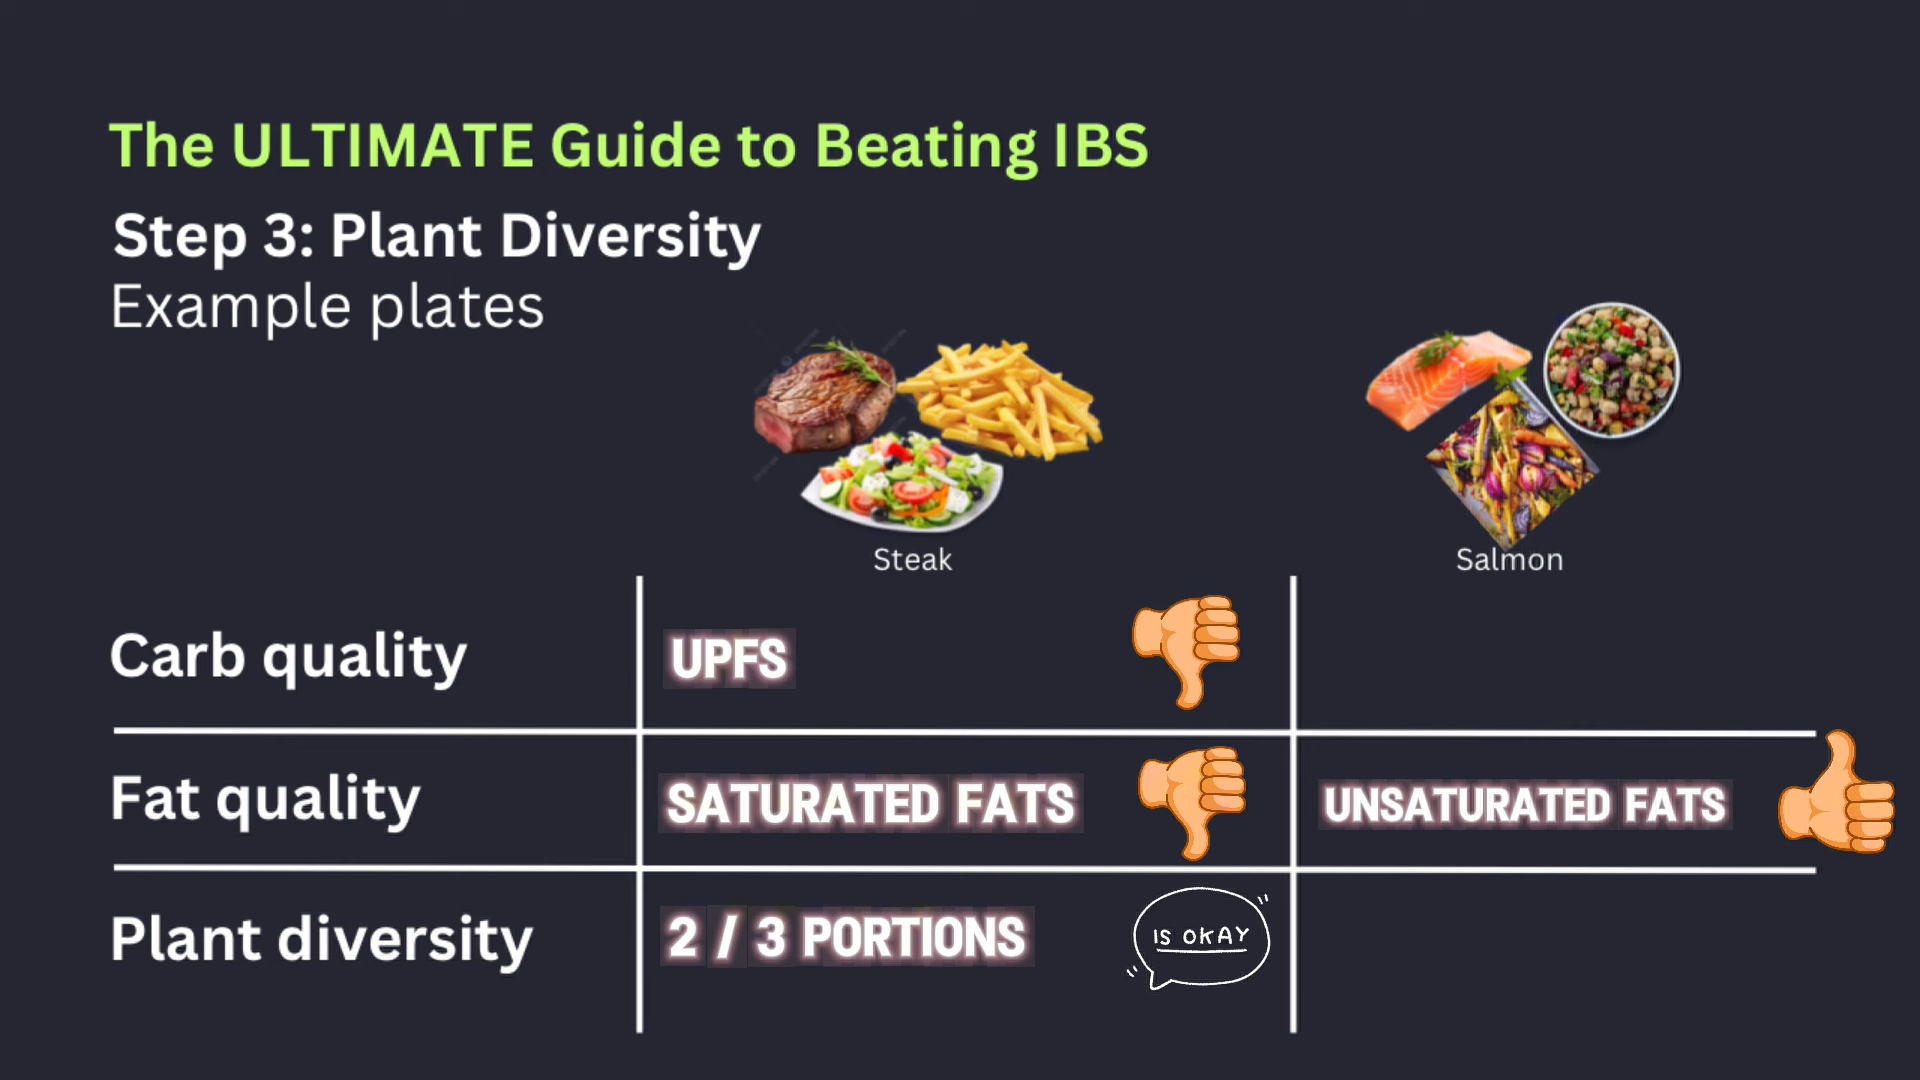 The ULTIMATE Guide to Beating IBS
Step 3: Plant Diversity
Example plates
Steak
Salmon
Carb quality
UPFS
Fat quality
SATURATED FATS
UNSATURATED FATS
Plant diversity
2 / 3 PORTIONS
IS OKAY